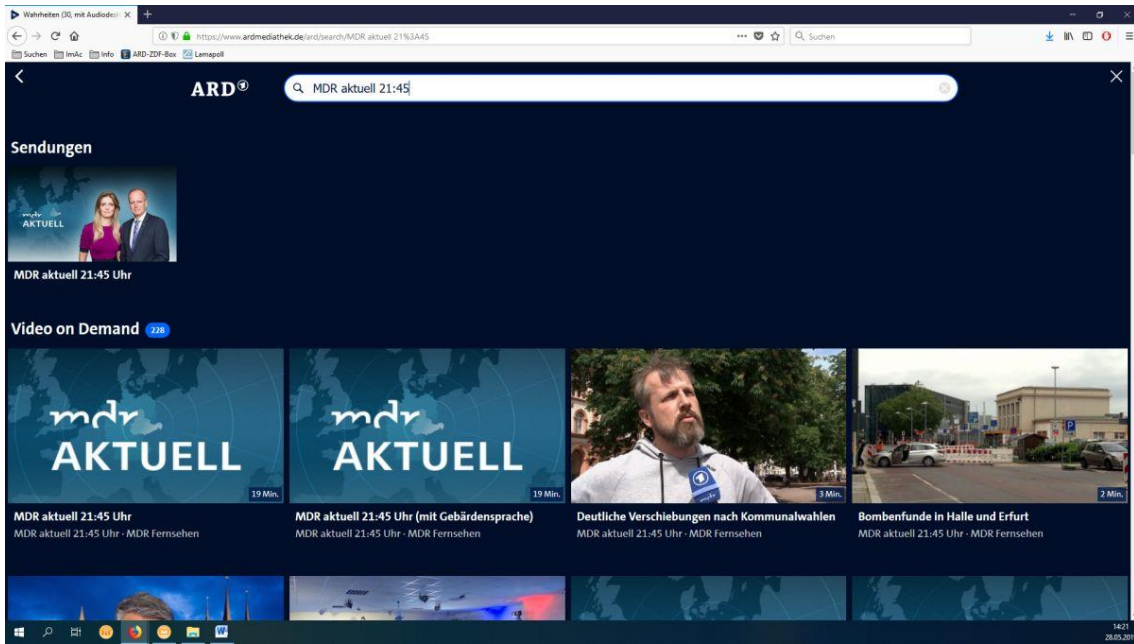 Wahrheiten (30, mit Audiodesk
https://www.ardmediathek.de/ard/search/MDR aktuell 21%3A45
Suchen
Suchen
ImAc
Info
ARD-ZDF-Box
Lamapoll
ARD
MDR aktuell 21:45
Sendungen
mdr
AKTUELL
MDR aktuell 21:45 Uhr
Video on Demand 228
mdr
AKTUELL
19 Min.
mdr
AKTUELL
19 Min.
3 Min.
2 Min.
MDR aktuell 21:45 Uhr
MDR aktuell 21:45 Uhr · MDR Fernsehen
MDR aktuell 21:45 Uhr (mit Gebärdensprache)
MDR aktuell 21:45 Uhr · MDR Fernsehen
Deutliche Verschiebungen nach Kommunalwahlen
MDR aktuell 21:45 Uhr · MDR Fernsehen
Bombenfunde in Halle und Erfurt
MDR aktuell 21:45 Uhr · MDR Fernsehen
14:21
28.05.201